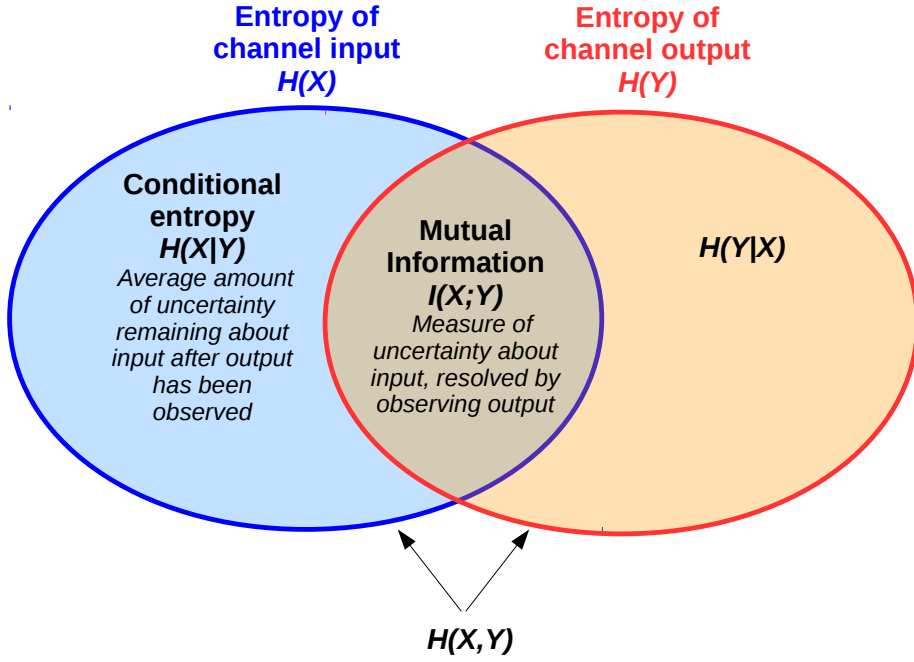 Entropy of
channel input
H(X)
Entropy of
channel output
H(Y)
Conditional
entropy
H(X|Y)
Average amount
of uncertainty
remaining about
input after output
has been
observed
Mutual
Information
I(X;Y)
Measure of
uncertainty about
input, resolved by
observing output
H(Y|X)
H(X,Y)